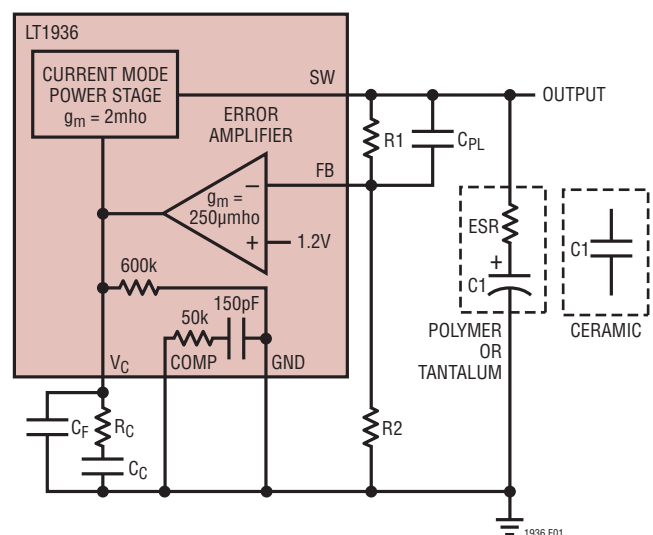 LT1936
CURRENT MODE
POWER STAGE
gm = 2mho
SW
OUTPUT
ERROR
AMPLIFIER
R1
CPL
FB
–
gm =
250µmho
+
1.2V
ESR
+
C1
C1
600k
50k
150pF
POLYMER
OR
TANTALUM
CERAMIC
VC
COMP
GND
CF
RC
CC
R2
1936 F01